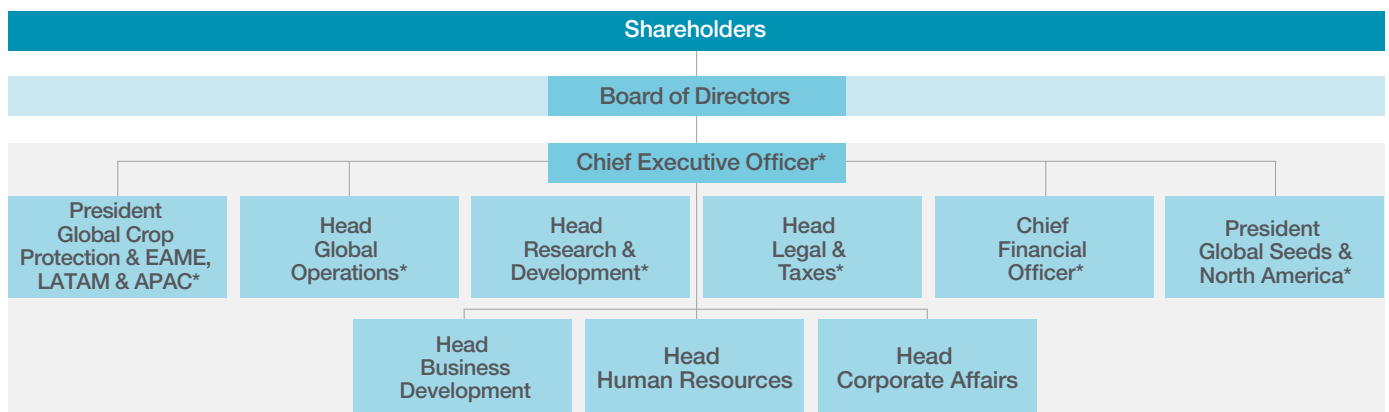 Shareholders
Board of Directors
Chief Executive Officer*
President
Global Crop
Protection & EAME,
LATAM & APAC*
Head
Global
Operations*
Head
Research &
Development*
Head
Legal &
Taxes*
Chief
Financial
Officer*
President
Global Seeds &
North America*
Head
Business
Development
Head
Human Resources
Head
Corporate Affairs